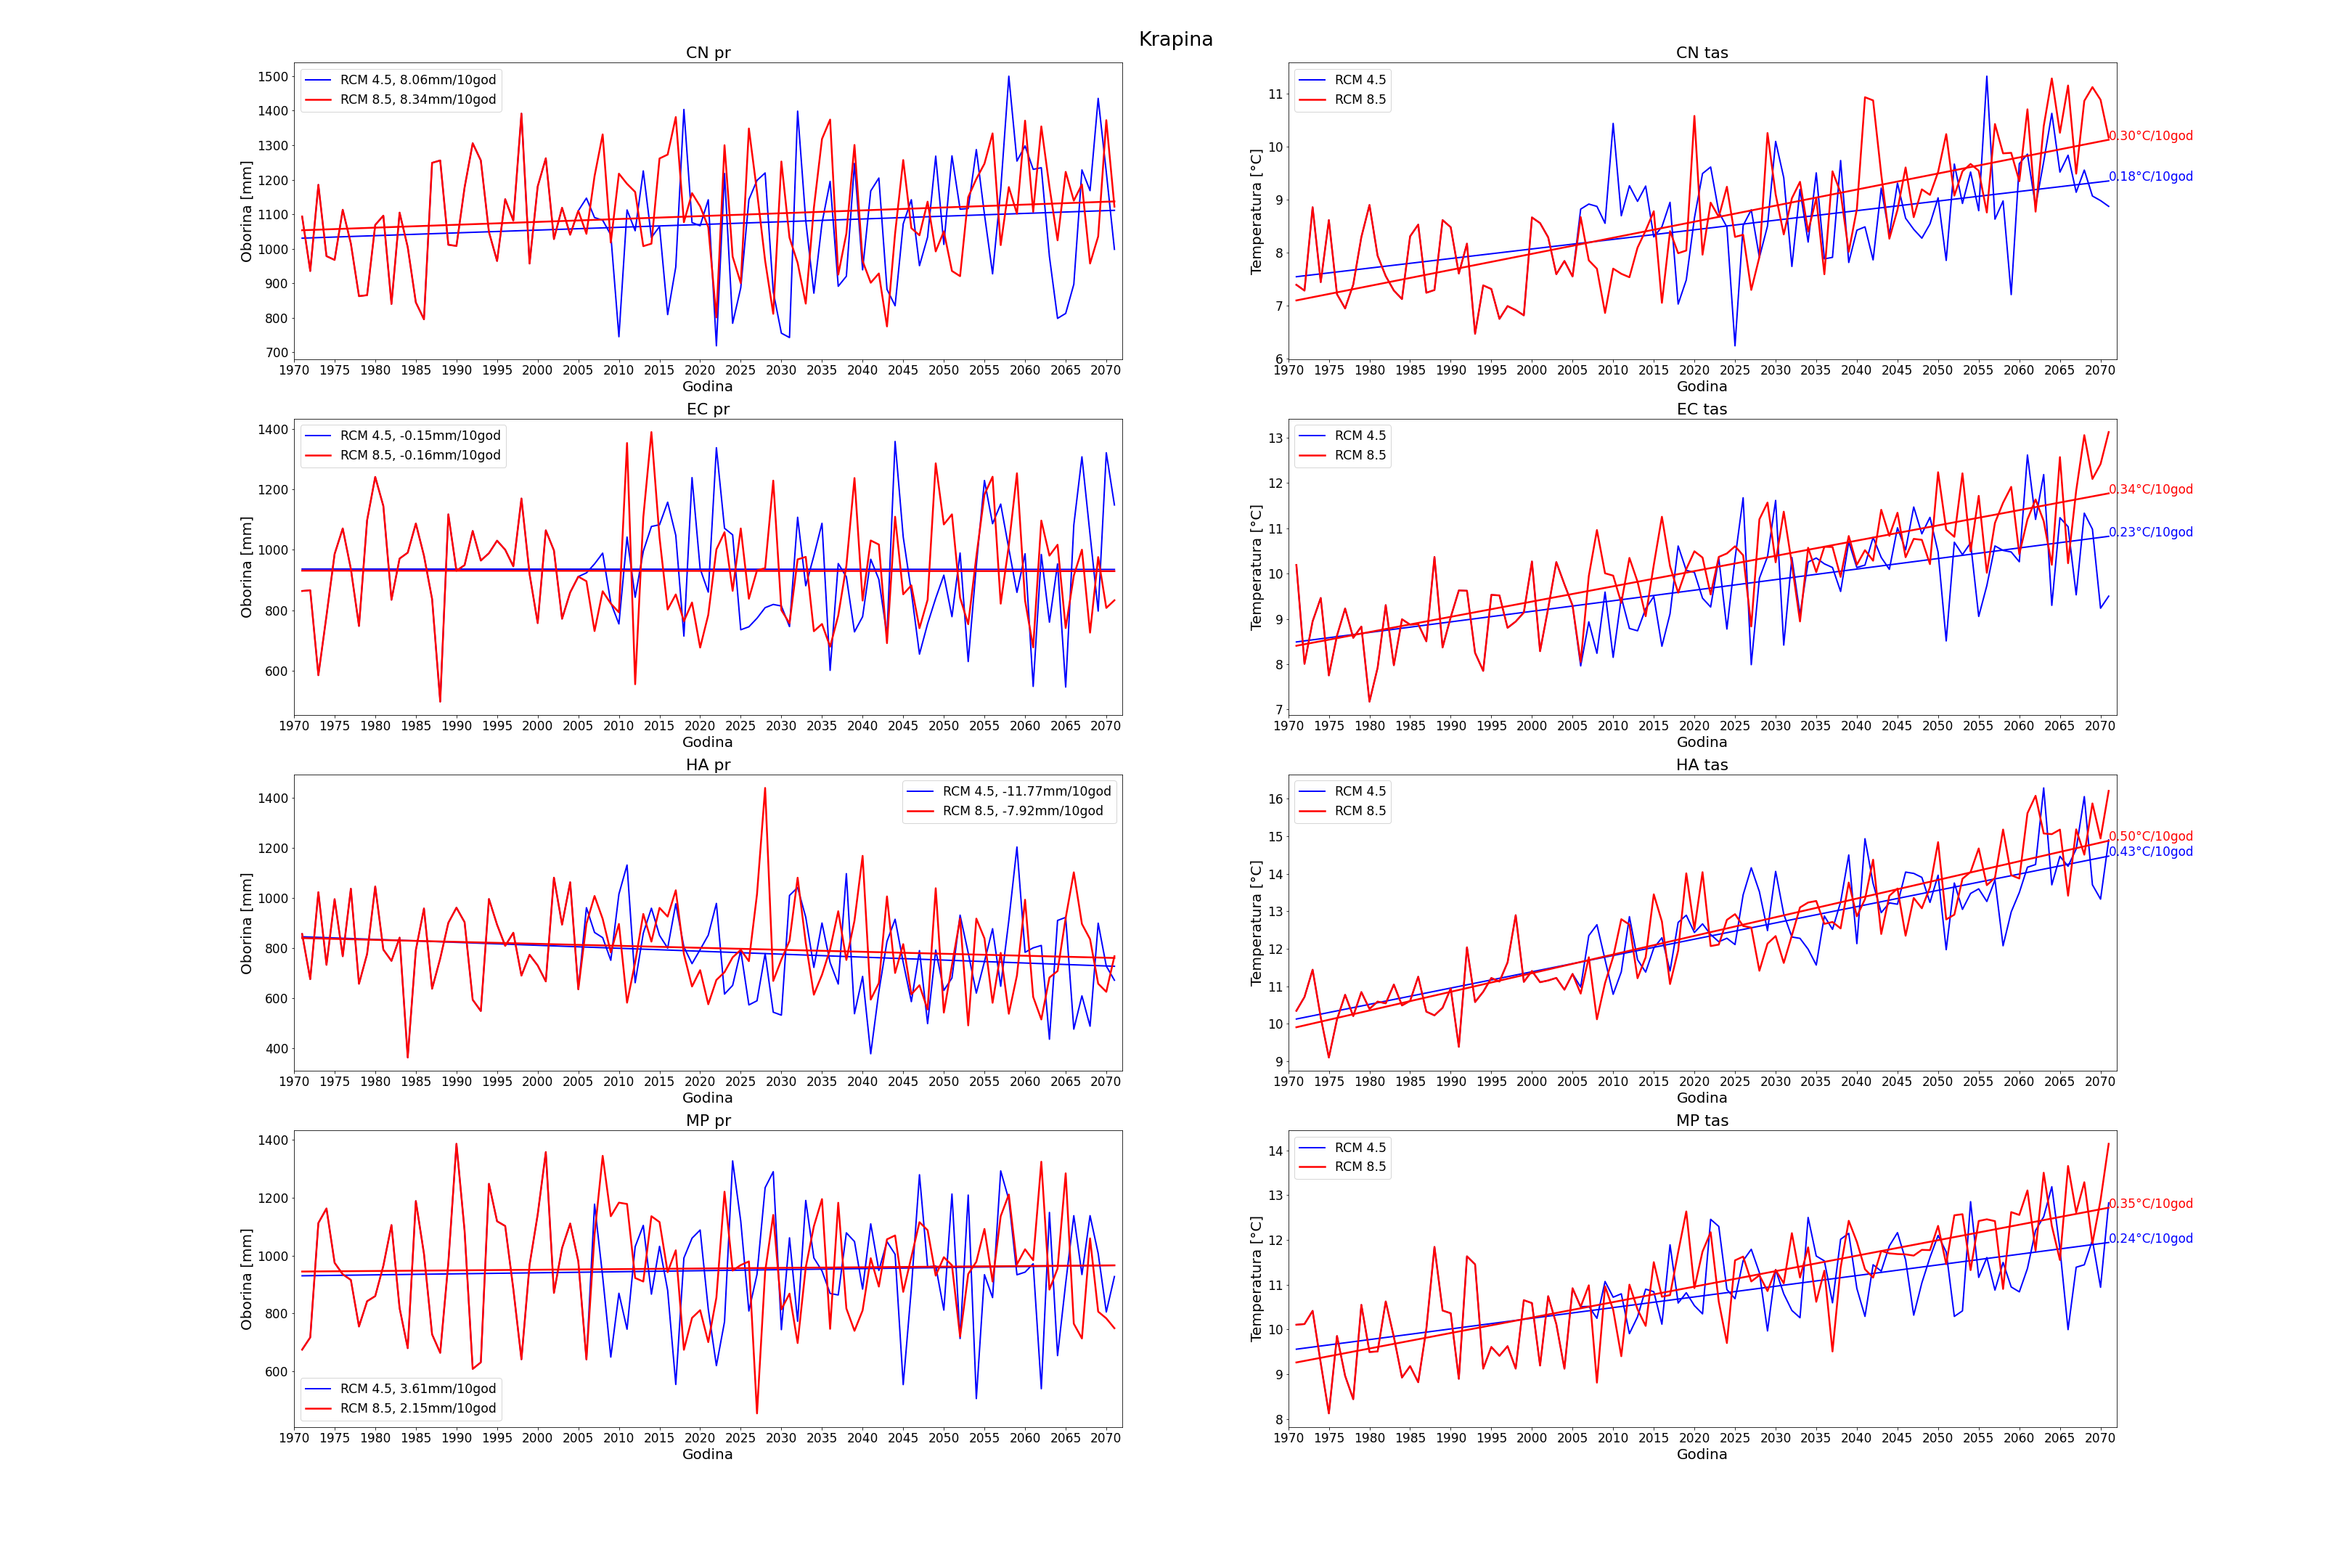 Krapina
CN pr
RCM 4.5, 8.06mm/10god
RCM 8.5, 8.34mm/10god
Oborina [mm]
1500
1400
1300
1200
1100
1000
900
800
700
1970 1975 1980 1985 1990 1995 2000 2005 2010 2015 2020 2025 2030 2035 2040 2045 2050 2055 2060 2065 2070
Godina
CN tas
RCM 4.5
RCM 8.5
Temperatura [°C]
11
10
9
8
7
6
0.30°C/10god
0.18°C/10god
1970 1975 1980 1985 1990 1995 2000 2005 2010 2015 2020 2025 2030 2035 2040 2045 2050 2055 2060 2065 2070
Godina
EC pr
RCM 4.5, -0.15mm/10god
RCM 8.5, -0.16mm/10god
Oborina [mm]
1400
1200
1000
800
600
1970 1975 1980 1985 1990 1995 2000 2005 2010 2015 2020 2025 2030 2035 2040 2045 2050 2055 2060 2065 2070
Godina
EC tas
RCM 4.5
RCM 8.5
Temperatura [°C]
13
12
11
10
9
8
7
0.34°C/10god
0.23°C/10god
1970 1975 1980 1985 1990 1995 2000 2005 2010 2015 2020 2025 2030 2035 2040 2045 2050 2055 2060 2065 2070
Godina
HA pr
RCM 4.5, -11.77mm/10god
RCM 8.5, -7.92mm/10god
Oborina [mm]
1400
1200
1000
800
600
400
1970 1975 1980 1985 1990 1995 2000 2005 2010 2015 2020 2025 2030 2035 2040 2045 2050 2055 2060 2065 2070
Godina
HA tas
RCM 4.5
RCM 8.5
Temperatura [°C]
16
15
14
13
12
11
10
9
0.50°C/10god
0.43°C/10god
1970 1975 1980 1985 1990 1995 2000 2005 2010 2015 2020 2025 2030 2035 2040 2045 2050 2055 2060 2065 2070
Godina
MP pr
Oborina [mm]
1400
1200
1000
800
600
RCM 4.5, 3.61mm/10god
RCM 8.5, 2.15mm/10god
1970 1975 1980 1985 1990 1995 2000 2005 2010 2015 2020 2025 2030 2035 2040 2045 2050 2055 2060 2065 2070
Godina
MP tas
RCM 4.5
RCM 8.5
Temperatura [°C]
14
13
12
11
10
9
8
0.35°C/10god
0.24°C/10god
1970 1975 1980 1985 1990 1995 2000 2005 2010 2015 2020 2025 2030 2035 2040 2045 2050 2055 2060 2065 2070
Godina